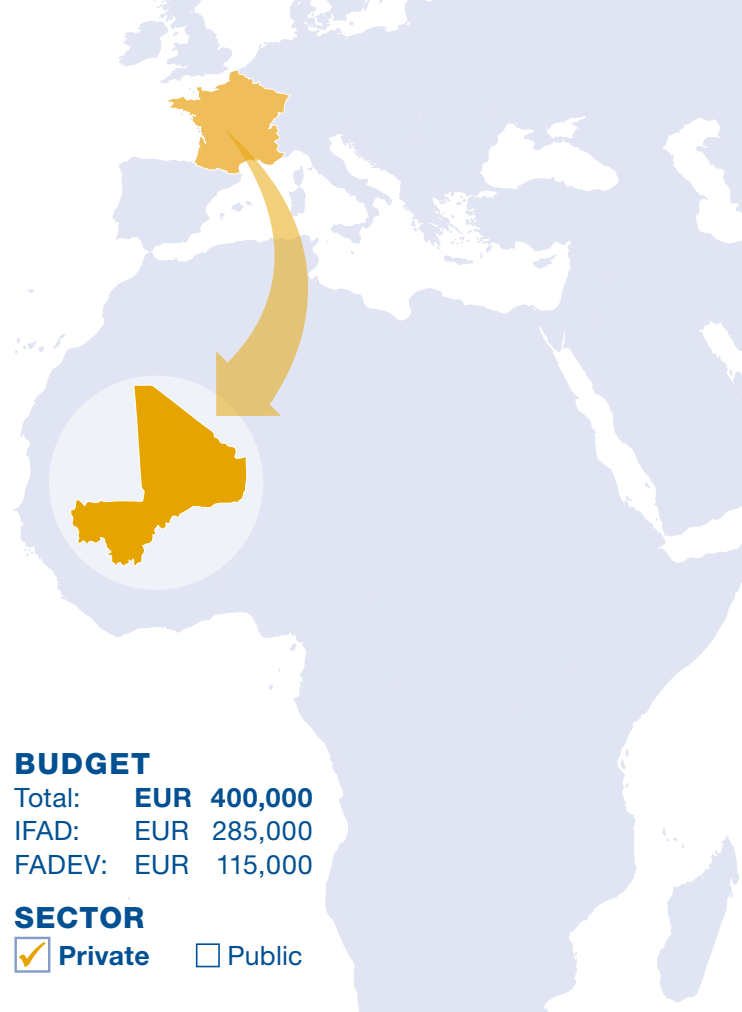 BUDGET
Total: EUR 400,000
IFAD: EUR 285,000
FADEV: EUR 115,000
SECTOR
Private Public